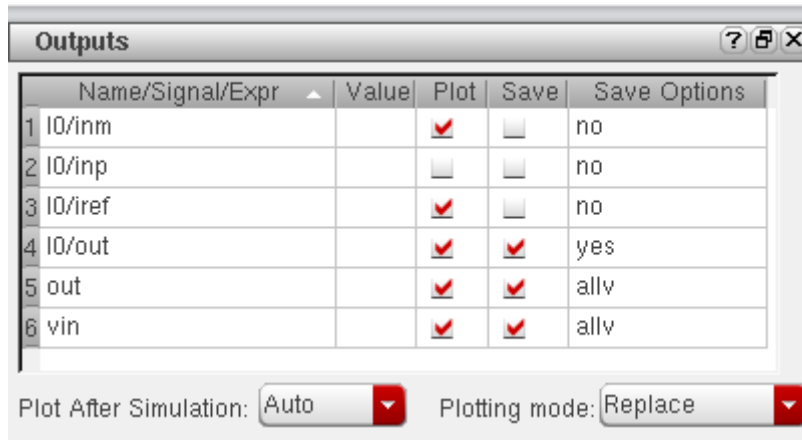 Outputs
Name/Signal/Expr Value Plot Save Save Options
1 I0/inm no
2 I0/inp no
3 I0/iref no
4 I0/out yes
5 out allv
6 vin allv
Plot After Simulation: Auto Plotting mode: Replace